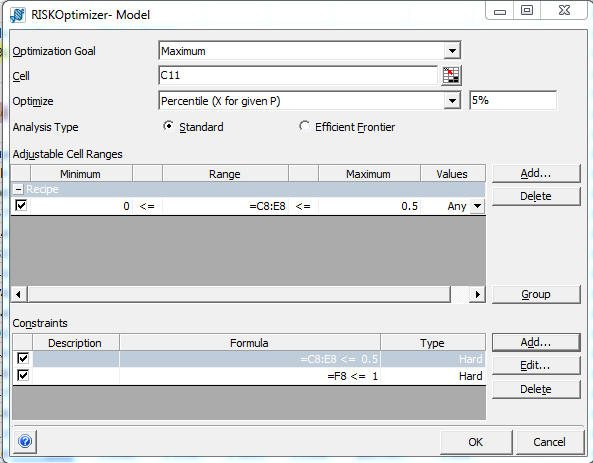 RISKOptimizer- Model
Optimization Goal Maximum
Cell C11
Optimize Percentile (X for given P) 5%
Analysis Type Standard Efficient Frontier
Adjustable Cell Ranges
Minimum Range Maximum Values Add...
Recipe
Delete
0 <= =C8:E8 <= 0.5 Any
Group
Constraints
Description Formula Type Add...
=C8:E8 <= 0.5 Hard
Edit...
=F8 <= 1 Hard
Delete
OK Cancel